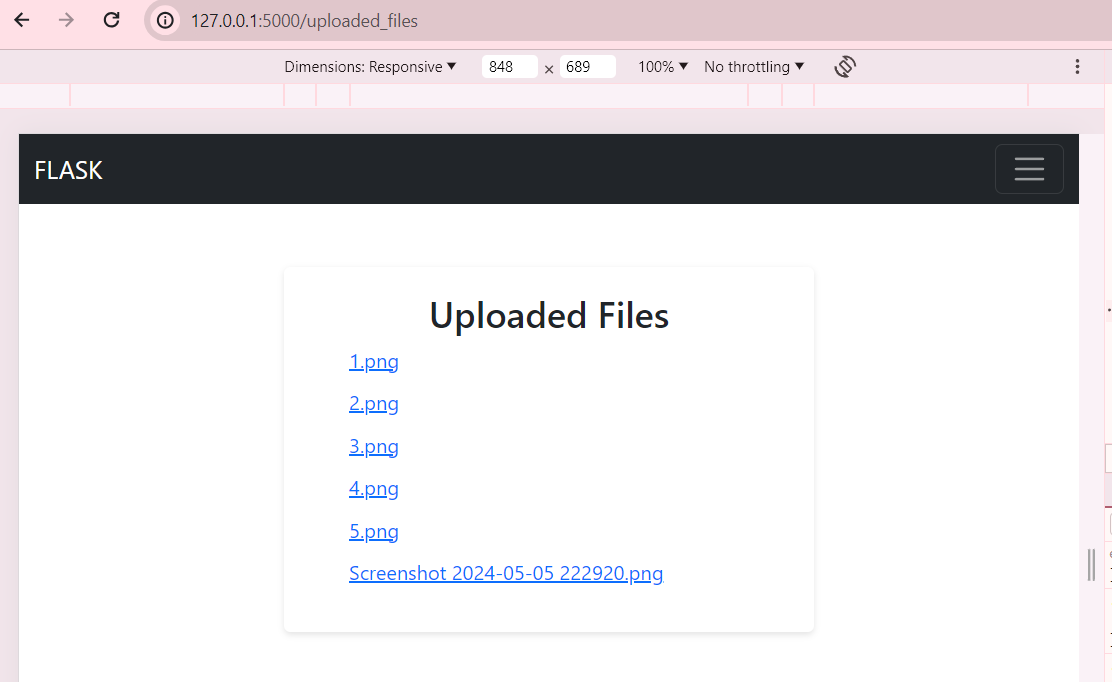 127.0.0.1:5000/uploaded_files
Dimensions: Responsive 848 × 689 100% No throttling
FLASK
Uploaded Files
1.png
2.png
3.png
4.png
5.png
Screenshot 2024-05-05 222920.png